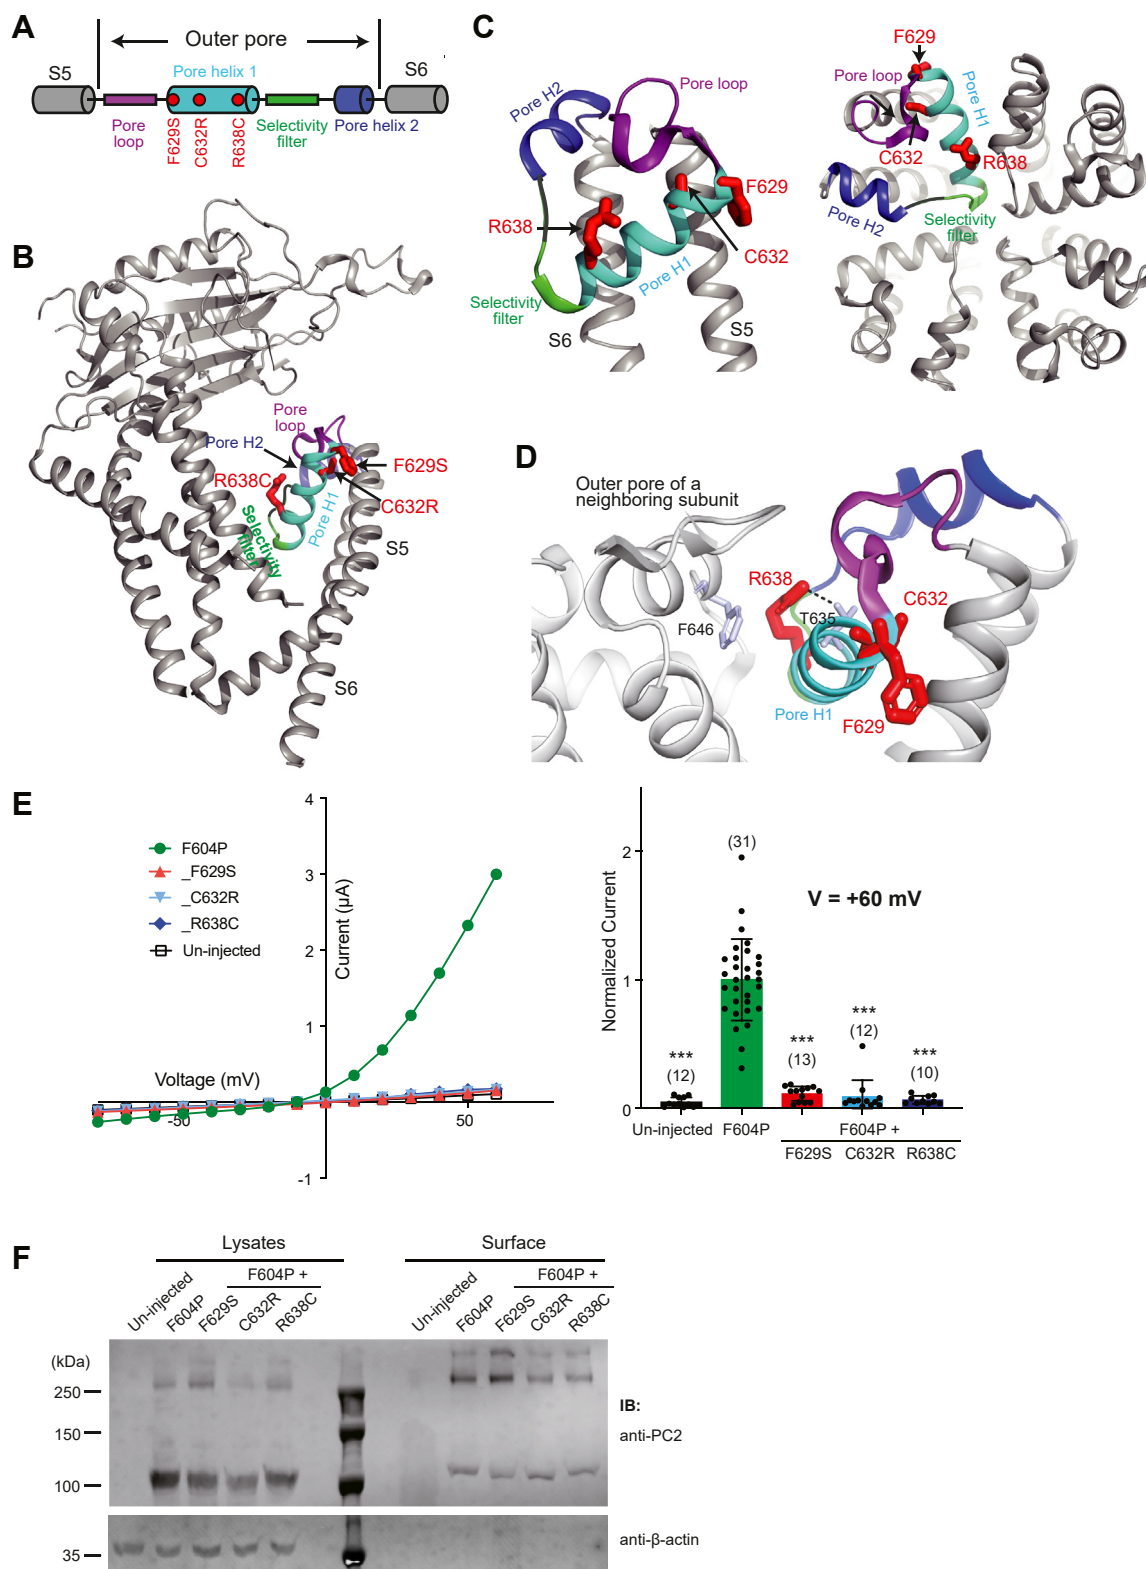 A
Outer pore
S5
Pore helix 1
S6
Pore
loop
F629S
C632R
R638C
Selectivity
filter
Pore helix 2
B
Pore
loop
Pore H2
R638C
F629S
C632R
Selectivity
filter
Pore H1
S5
S6
C
Pore H2
Pore loop
F629
R638
C632
Pore H1
Selectivity
filter
S6
S5
F629
Pore loop
Pore H1
C632
R638
Pore H2
Selectivity
filter
D
Outer pore of a
neighboring subunit
R638
C632
T635
F646
Pore H1
F629
E
F604P
_F629S
_C632R
_R638C
Un-injected
Current (µA)
4
3
2
1
-1
Voltage (mV)
-50
50
Normalized Current
2
1
0
V = +60 mV
(31)
***
(12)
***
(13)
***
(12)
***
(10)
Un-injected
F604P
F604P +
F629S
C632R
R638C
F
Lysates
Surface
F604P +
F604P +
Un-injected
F604P
F629S
C632R
R638C
Un-injected
F604P
F629S
C632R
R638C
(kDa)
250
150
100
35
IB:
anti-PC2
anti-β-actin